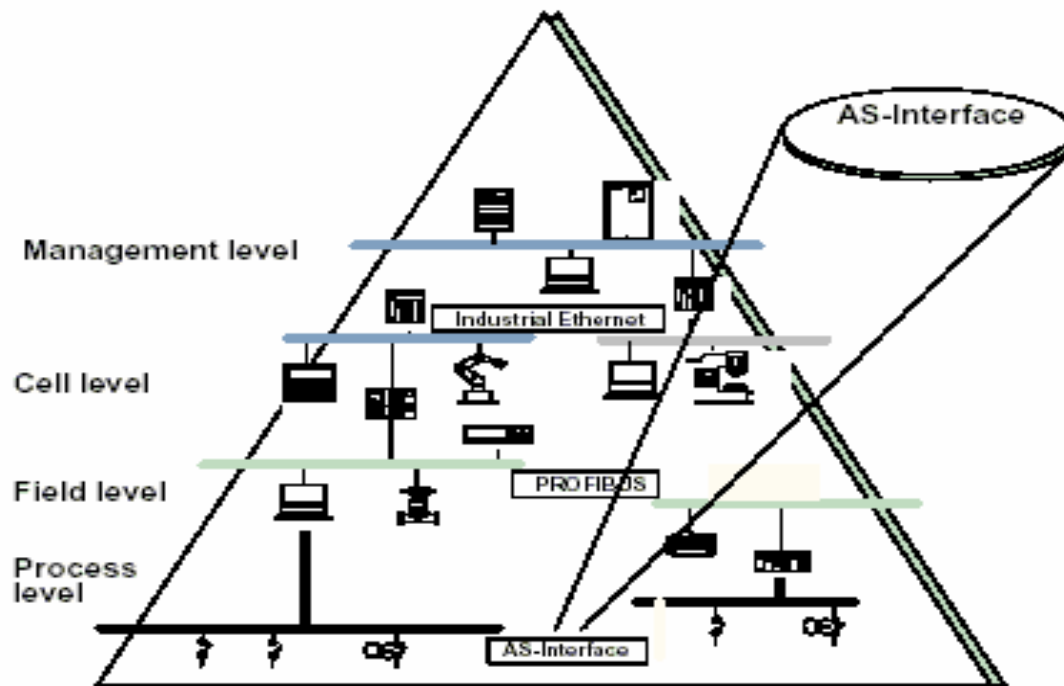 AS-Interface
Management level
Industrial Ethernet
Cell level
Field level
PROFIBUS
Process
level
AS-Interface